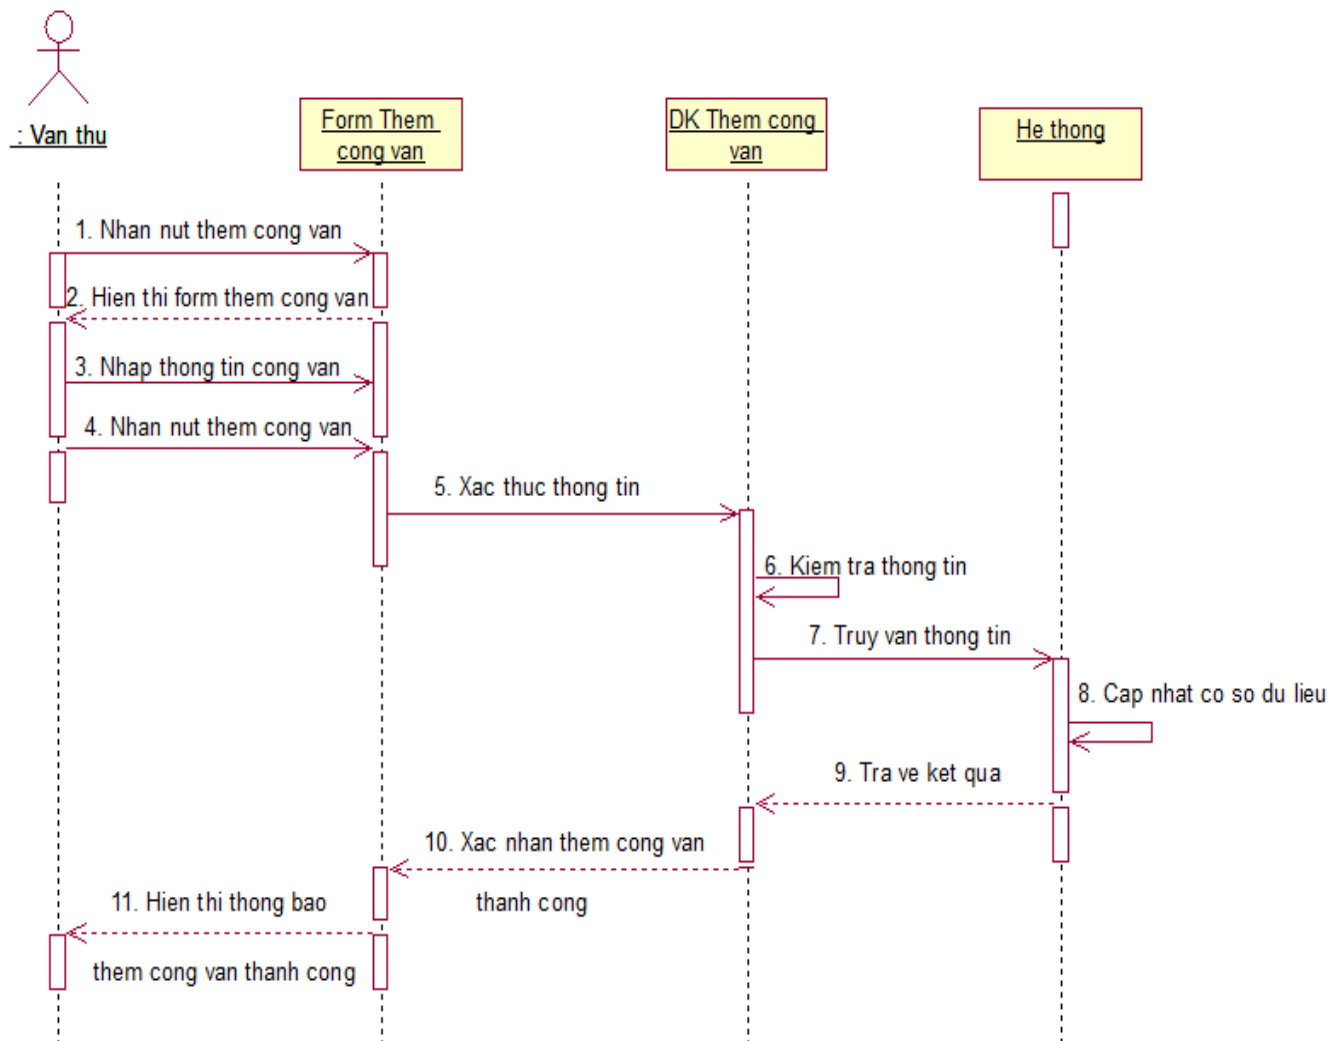 : Van thu
Form Them
cong van
DK Them cong
van
He thong
1. Nhan nut them cong van
2. Hien thi form them cong van
3. Nhap thong tin cong van
4. Nhan nut them cong van
5. Xac thuc thong tin
6. Kiem tra thong tin
7. Truy van thong tin
8. Cap nhat co so du lieu
9. Tra ve ket qua
10. Xac nhan them cong van
thanh cong
11. Hien thi thong bao
them cong van thanh cong